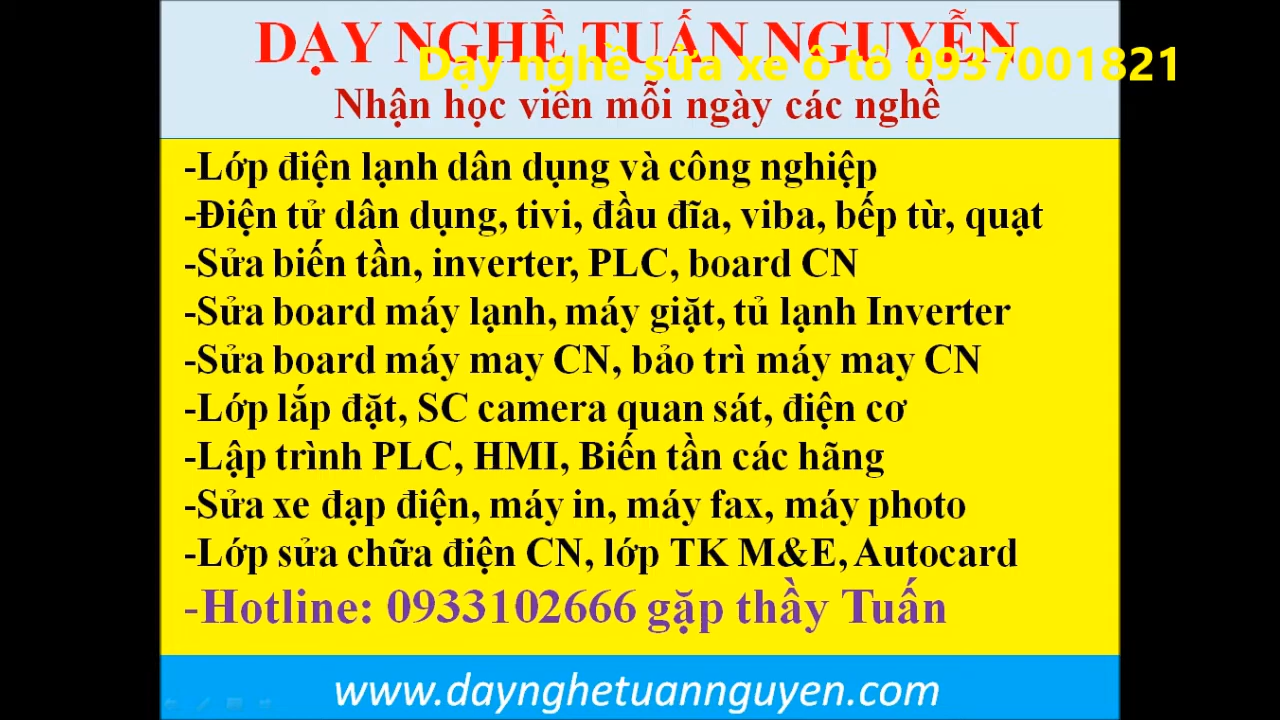 DẠY NGHỀ TUẤN NGUYỄN
Dạy nghề sửa xe ô tô 0937001821
Nhận học viên mỗi ngày các nghề
-Lớp điện lạnh dân dụng và công nghiệp
-Điện tử dân dụng, tivi, đầu đĩa, viba, bếp từ, quạt
-Sửa biến tần, inverter, PLC, board CN
-Sửa board máy lạnh, máy giặt, tủ lạnh Inverter
-Sửa board máy may CN, bảo trì máy may CN
-Lớp lắp đặt, SC camera quan sát, điện cơ
-Lập trình PLC, HMI, Biến tần các hãng
-Sửa xe đạp điện, máy in, máy fax, máy photo
-Lớp sửa chữa điện CN, lớp TK M&E, Autocard
-Hotline: 0933102666 gặp thầy Tuấn
www.daynghetuannguyen.com